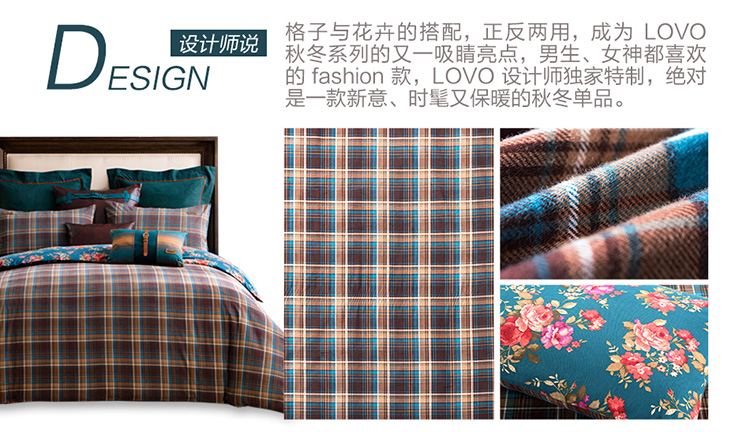 DESIGN
设计师说
格子与花卉的搭配，正反两用，成为 LOVO
秋冬系列的又一吸睛亮点，男生、女神都喜欢
的 fashion 款，LOVO 设计师独家特制，绝对
是一款新意、时髦又保暖的秋冬单品。